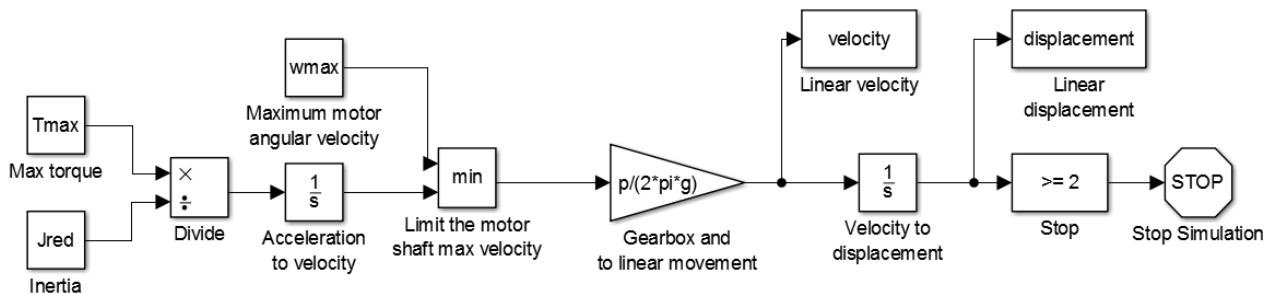 Tmax
Max torque
Jred
Inertia
×
÷
Divide
wmax
Maximum motor
angular velocity
1
s
Acceleration
to velocity
min
Limit the motor
shaft max velocity
p/(2*pi*g)
Gearbox and
to linear movement
velocity
Linear velocity
1
s
Velocity to
displacement
displacement
Linear
displacement
>= 2
Stop
STOP
Stop Simulation